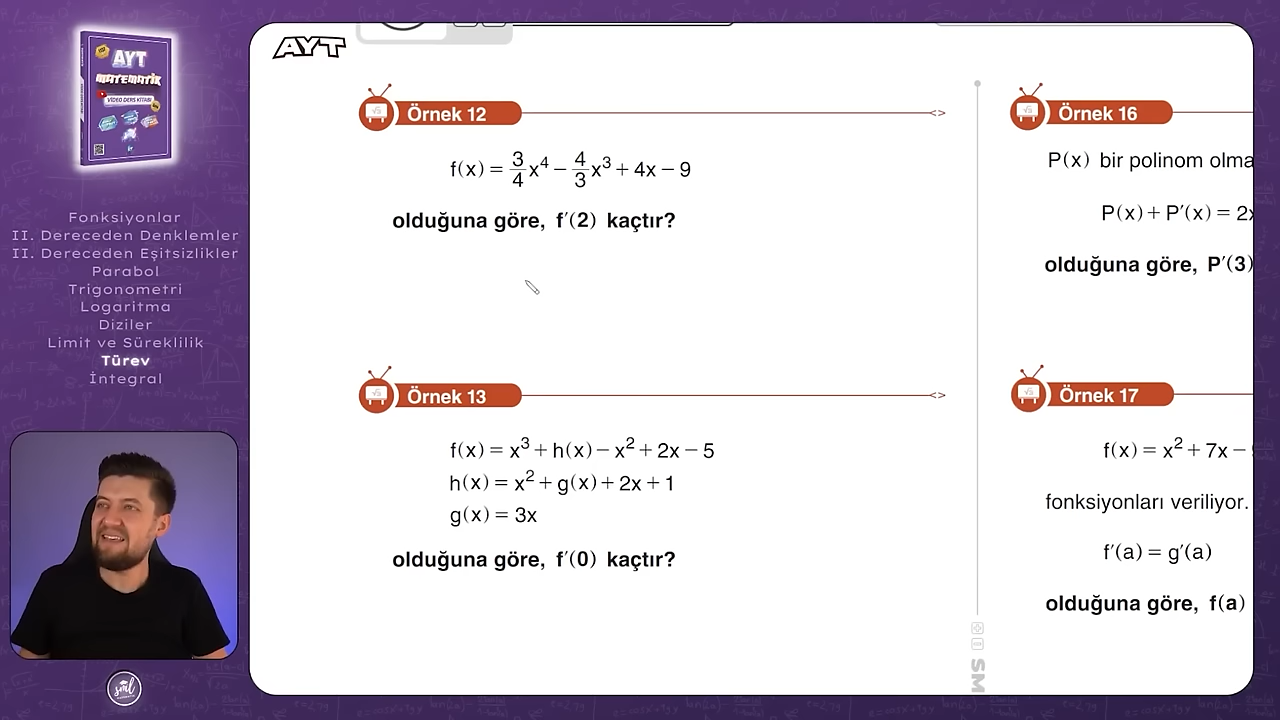 AYT
MATEMATİK
VİDEO DERS KİTABI
Fonksiyonlar
II. Dereceden Denklemler
II. Dereceden Eşitsizlikler
Parabol
Trigonometri
Logaritma
Diziler
Limit ve Süreklilik
Türev
İntegral
sml
AYT
Örnek 12
f(x) = 3/4 x⁴ − 4/3 x³ + 4x − 9
olduğuna göre, f′(2) kaçtır?
Örnek 13
f(x) = x³ + h(x) − x² + 2x − 5
h(x) = x² + g(x) + 2x + 1
g(x) = 3x
olduğuna göre, f′(0) kaçtır?
SM
Örnek 16
P(x) bir polinom olma
P(x) + P′(x) = 2x
olduğuna göre, P′(3)
Örnek 17
f(x) = x² + 7x −
fonksiyonları veriliyor.
f′(a) = g′(a)
olduğuna göre, f(a)